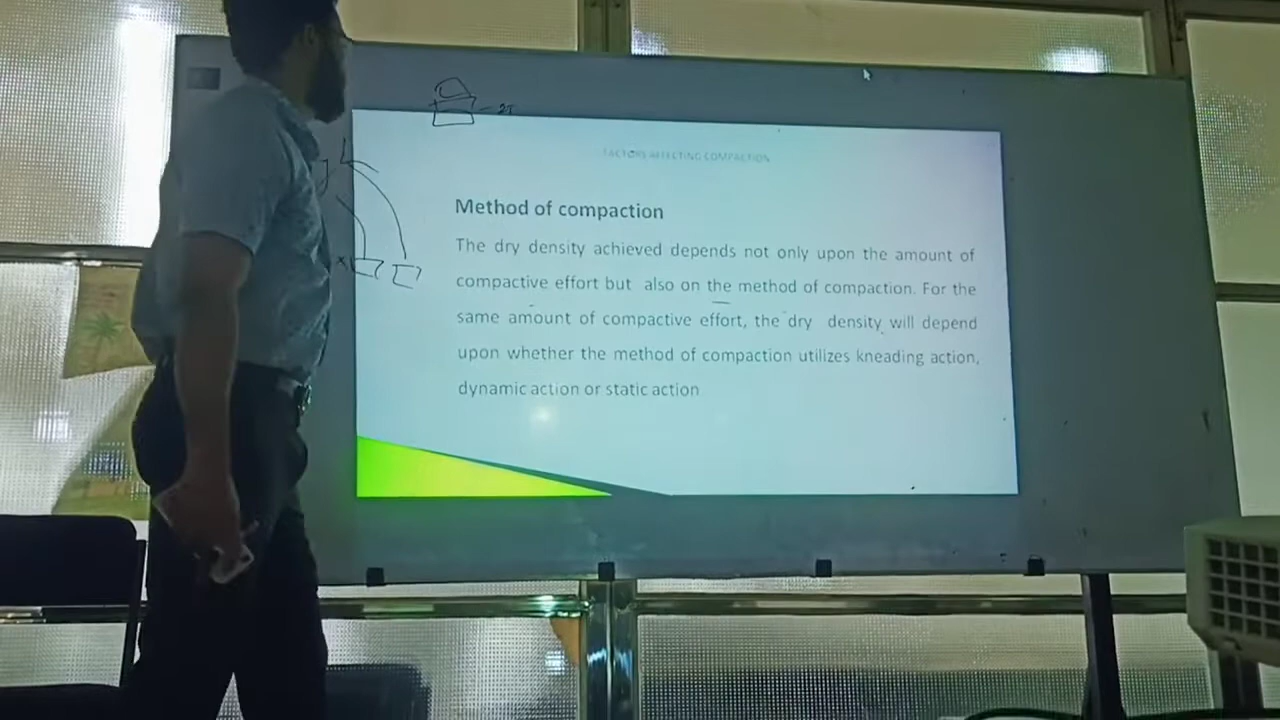 FACTORS AFFECTING COMPACTION
Method of compaction
The dry density achieved depends not only upon the amount of
compactive effort but also on the method of compaction. For the
same amount of compactive effort, the dry density will depend
upon whether the method of compaction utilizes kneading action,
dynamic action or static action